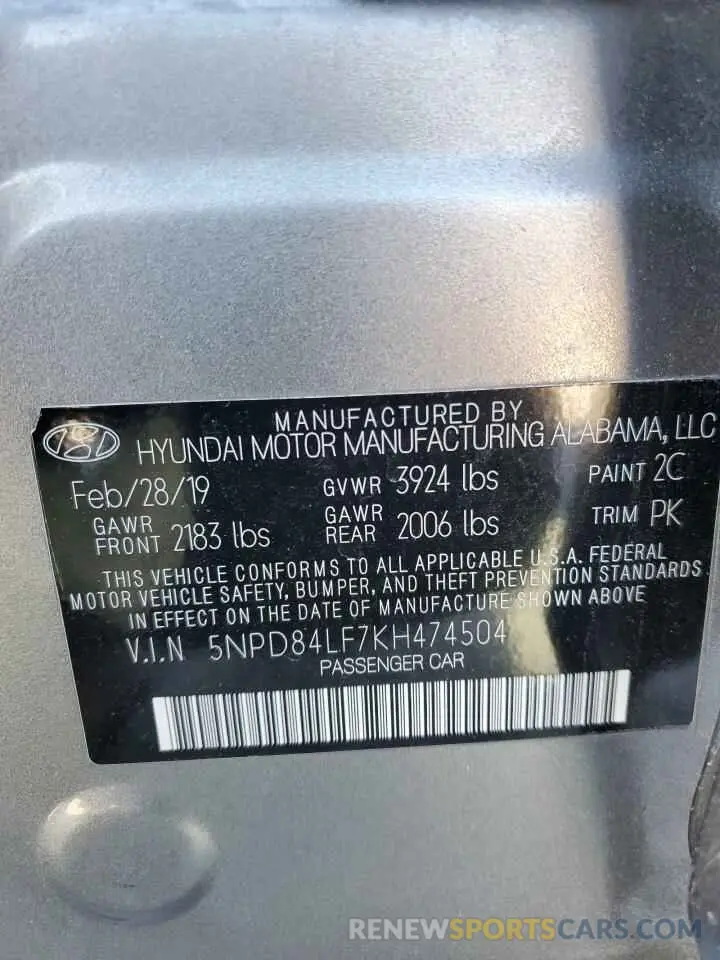 MANUFACTURED BY
HYUNDAI MOTOR MANUFACTURING ALABAMA, LLC
Feb/28/19 GVWR 3924 lbs PAINT 2C
GAWR FRONT 2183 lbs GAWR REAR 2006 lbs TRIM PK
THIS VEHICLE CONFORMS TO ALL APPLICABLE U.S.A. FEDERAL
MOTOR VEHICLE SAFETY, BUMPER, AND THEFT PREVENTION STANDARDS
IN EFFECT ON THE DATE OF MANUFACTURE SHOWN ABOVE
V.I.N 5NPD84LF7KH474504
PASSENGER CAR
RENEWSPORTSCARS.COM